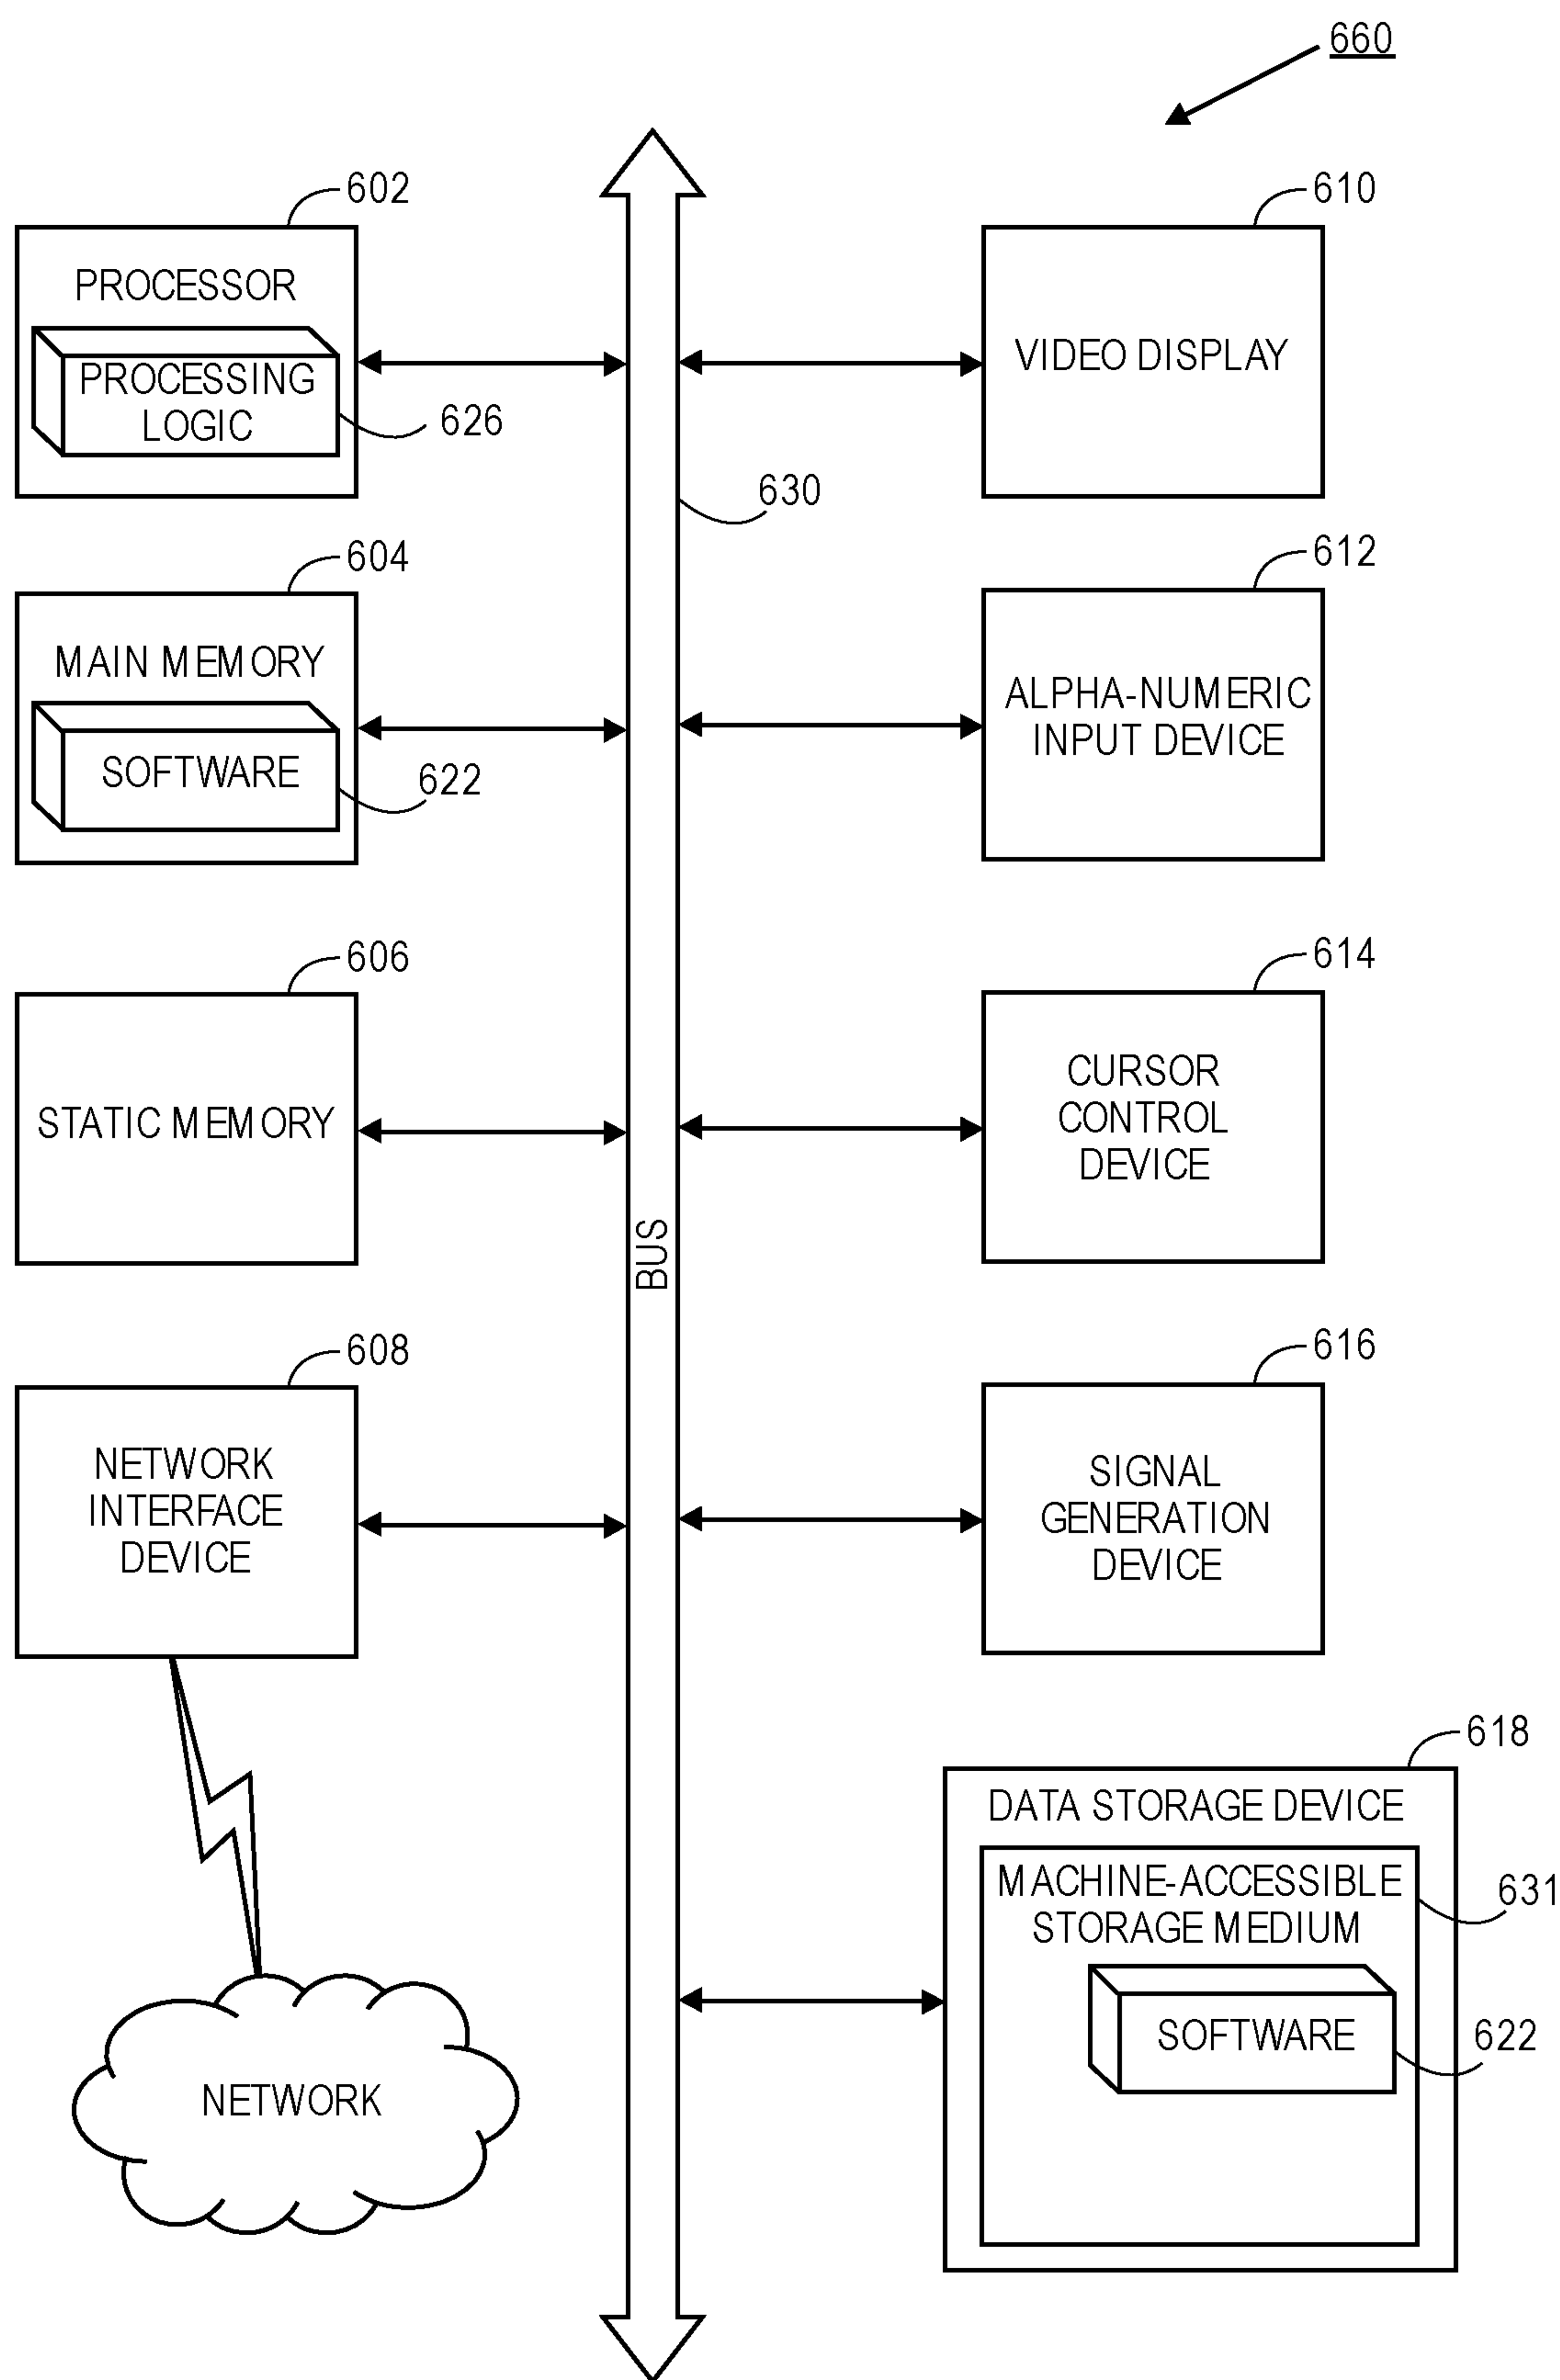 660
602
PROCESSOR
PROCESSING
LOGIC
626
610
VIDEO DISPLAY
630
604
MAIN MEMORY
SOFTWARE
622
612
ALPHA-NUMERIC
INPUT DEVICE
606
STATIC MEMORY
614
CURSOR
CONTROL
DEVICE
BUS
608
NETWORK
INTERFACE
DEVICE
616
SIGNAL
GENERATION
DEVICE
618
DATA STORAGE DEVICE
MACHINE-ACCESSIBLE
STORAGE MEDIUM
631
SOFTWARE
622
NETWORK